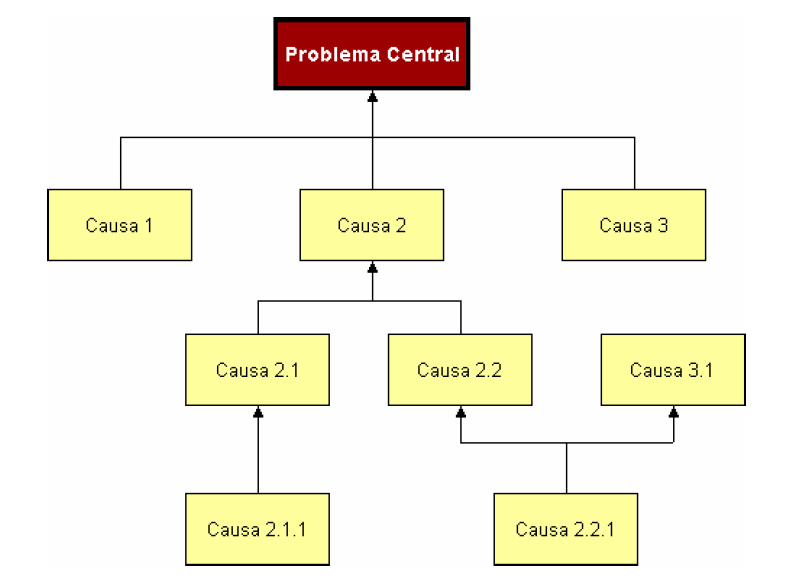 Problema Central
Causa 1
Causa 2
Causa 3
Causa 2.1
Causa 2.2
Causa 3.1
Causa 2.1.1
Causa 2.2.1